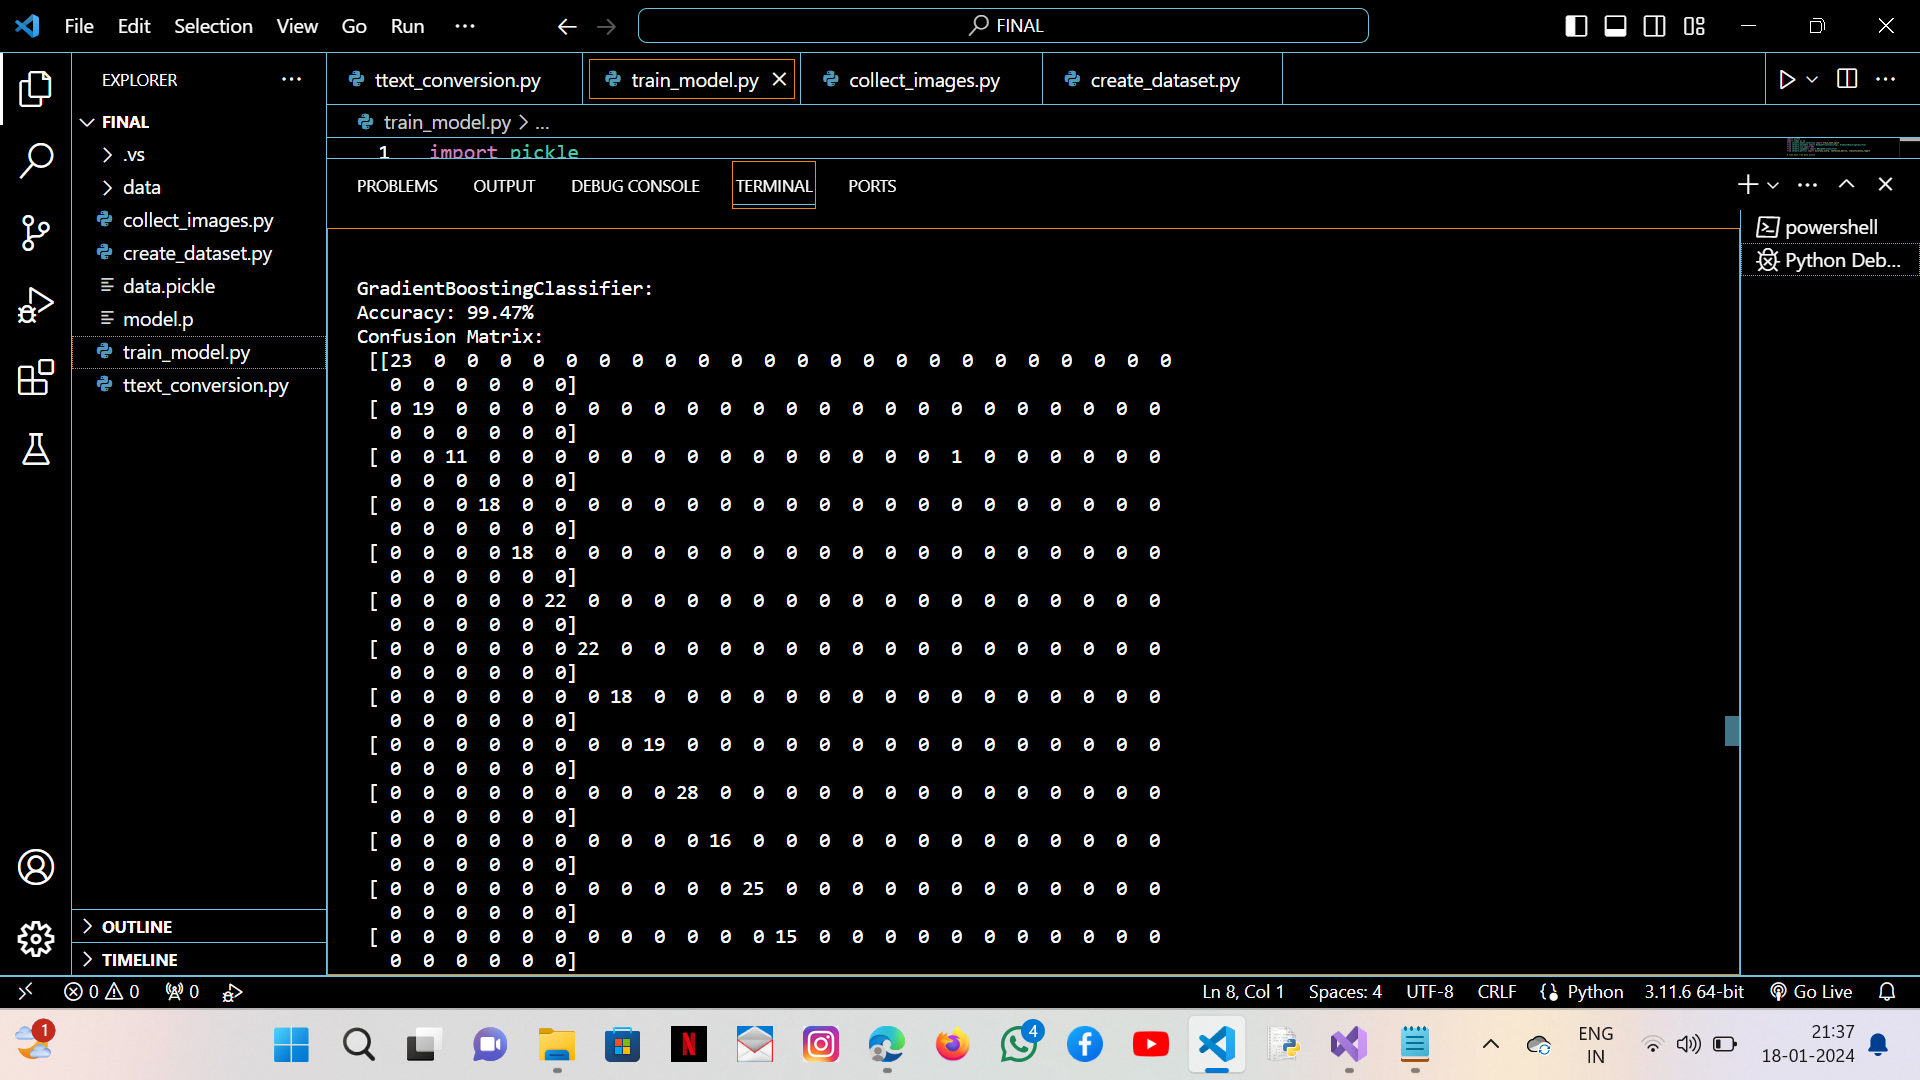 File Edit Selection View Go Run ... FINAL
EXPLORER ...
FINAL
.vs
data
collect_images.py
create_dataset.py
data.pickle
model.p
train_model.py
ttext_conversion.py
OUTLINE
TIMELINE
ttext_conversion.py train_model.py collect_images.py create_dataset.py ...
train_model.py > ...
1 import pickle
PROBLEMS OUTPUT DEBUG CONSOLE TERMINAL PORTS ...
GradientBoostingClassifier:
Accuracy: 99.47%
Confusion Matrix:
[[23 0 0 0 0 0 0 0 0 0 0 0 0 0 0 0 0 0 0 0 0 0 0 0
0 0 0 0 0 0]
[ 0 19 0 0 0 0 0 0 0 0 0 0 0 0 0 0 0 0 0 0 0 0 0 0
0 0 0 0 0 0]
[ 0 0 11 0 0 0 0 0 0 0 0 0 0 0 0 0 0 1 0 0 0 0 0 0
0 0 0 0 0 0]
[ 0 0 0 18 0 0 0 0 0 0 0 0 0 0 0 0 0 0 0 0 0 0 0 0
0 0 0 0 0 0]
[ 0 0 0 0 18 0 0 0 0 0 0 0 0 0 0 0 0 0 0 0 0 0 0 0
0 0 0 0 0 0]
[ 0 0 0 0 0 22 0 0 0 0 0 0 0 0 0 0 0 0 0 0 0 0 0 0
0 0 0 0 0 0]
[ 0 0 0 0 0 0 22 0 0 0 0 0 0 0 0 0 0 0 0 0 0 0 0 0
0 0 0 0 0 0]
[ 0 0 0 0 0 0 0 18 0 0 0 0 0 0 0 0 0 0 0 0 0 0 0 0
0 0 0 0 0 0]
[ 0 0 0 0 0 0 0 0 19 0 0 0 0 0 0 0 0 0 0 0 0 0 0 0
0 0 0 0 0 0]
[ 0 0 0 0 0 0 0 0 0 28 0 0 0 0 0 0 0 0 0 0 0 0 0 0
0 0 0 0 0 0]
[ 0 0 0 0 0 0 0 0 0 0 16 0 0 0 0 0 0 0 0 0 0 0 0 0
0 0 0 0 0 0]
[ 0 0 0 0 0 0 0 0 0 0 0 25 0 0 0 0 0 0 0 0 0 0 0 0
0 0 0 0 0 0]
[ 0 0 0 0 0 0 0 0 0 0 0 0 15 0 0 0 0 0 0 0 0 0 0 0
0 0 0 0 0 0]
powershell
Python Deb...
0 0 0 Ln 8, Col 1 Spaces: 4 UTF-8 CRLF Python 3.11.6 64-bit Go Live
1
N
4
ENG
IN
21:37
18-01-2024